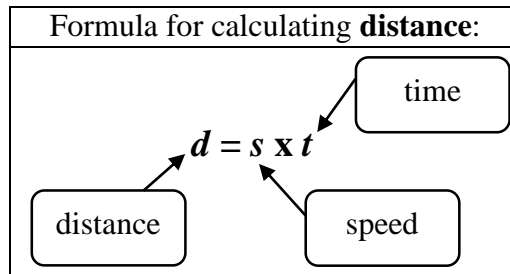 Formula for calculating distance:
time
d = s x t
distance
speed